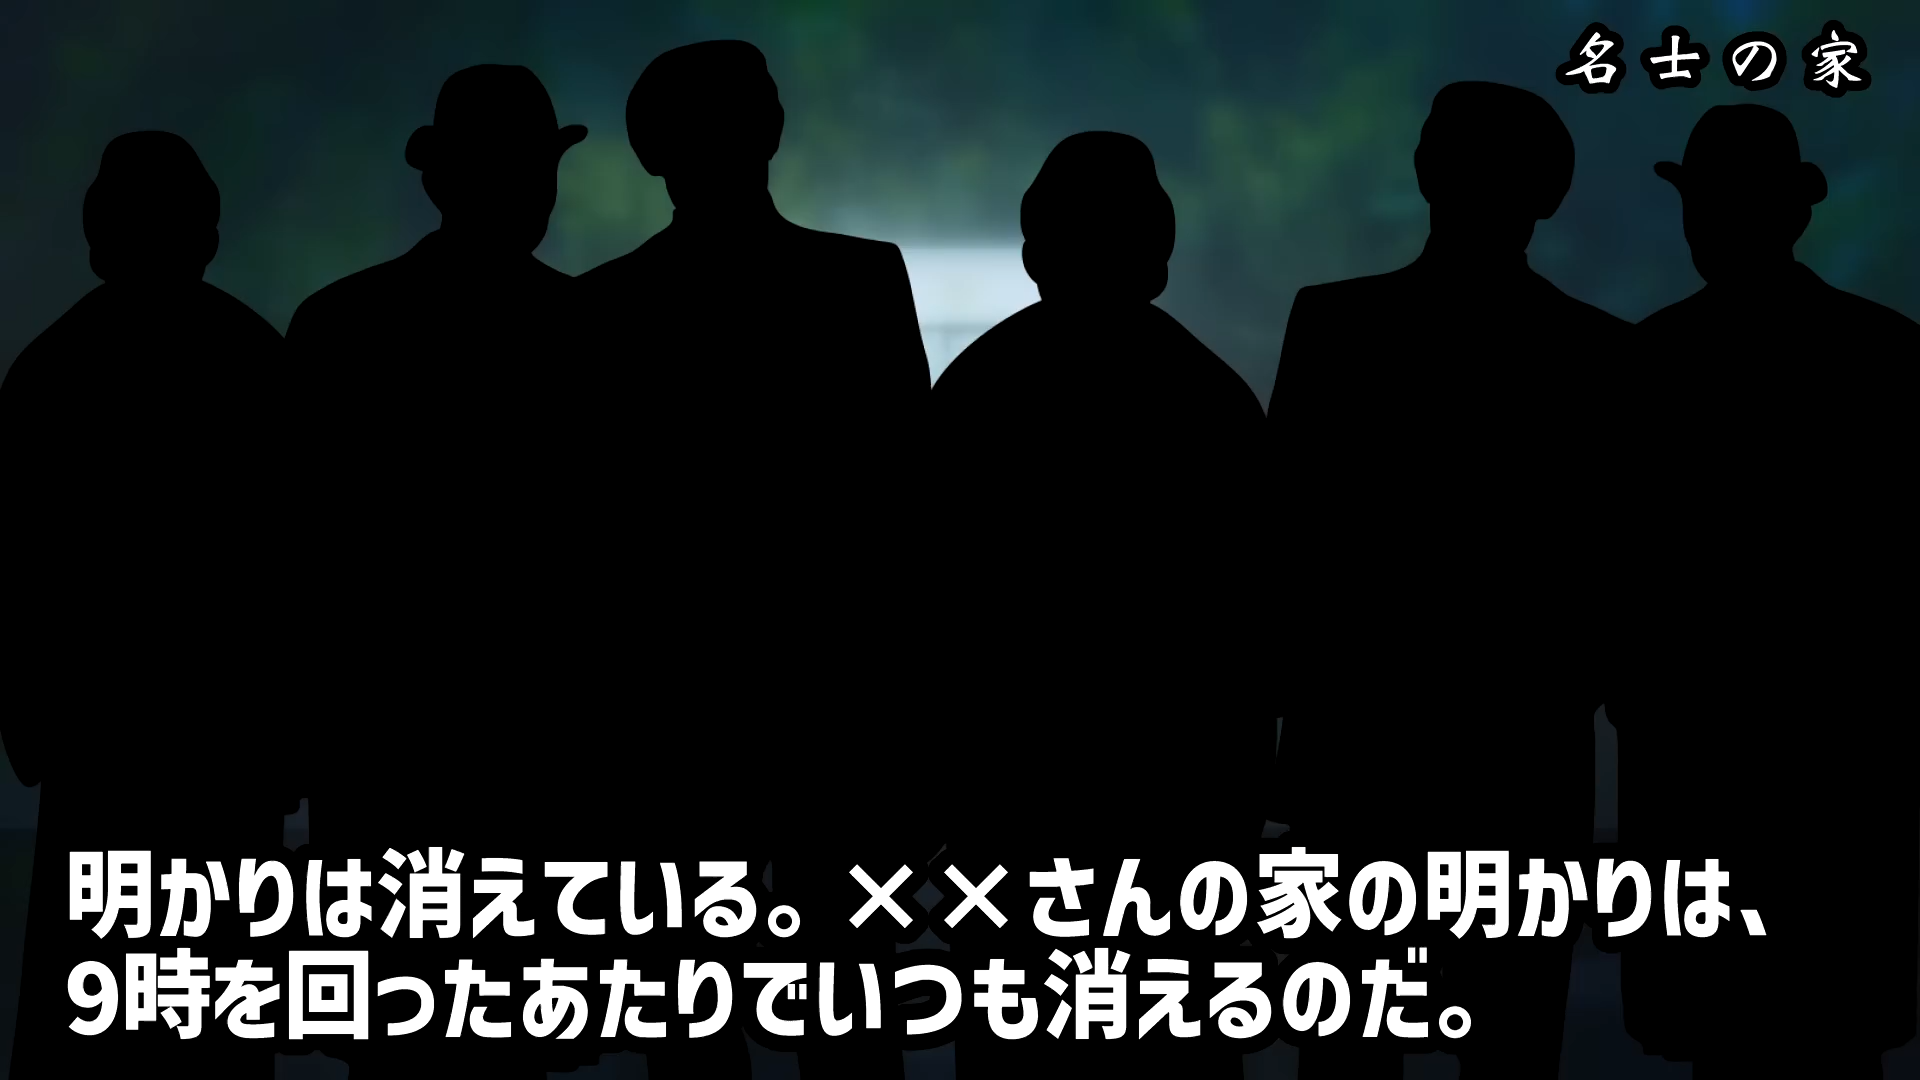 名士の家
明かりは消えている。××さんの家の明かりは、
9時を回ったあたりでいつも消えるのだ。